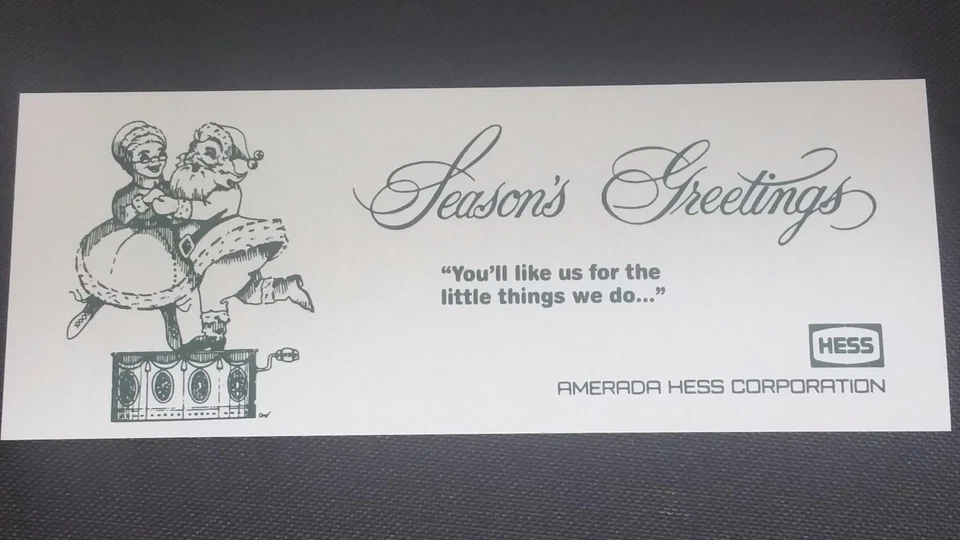 Season's Greetings
“You’ll like us for the
little things we do...”
HESS
AMERADA HESS CORPORATION